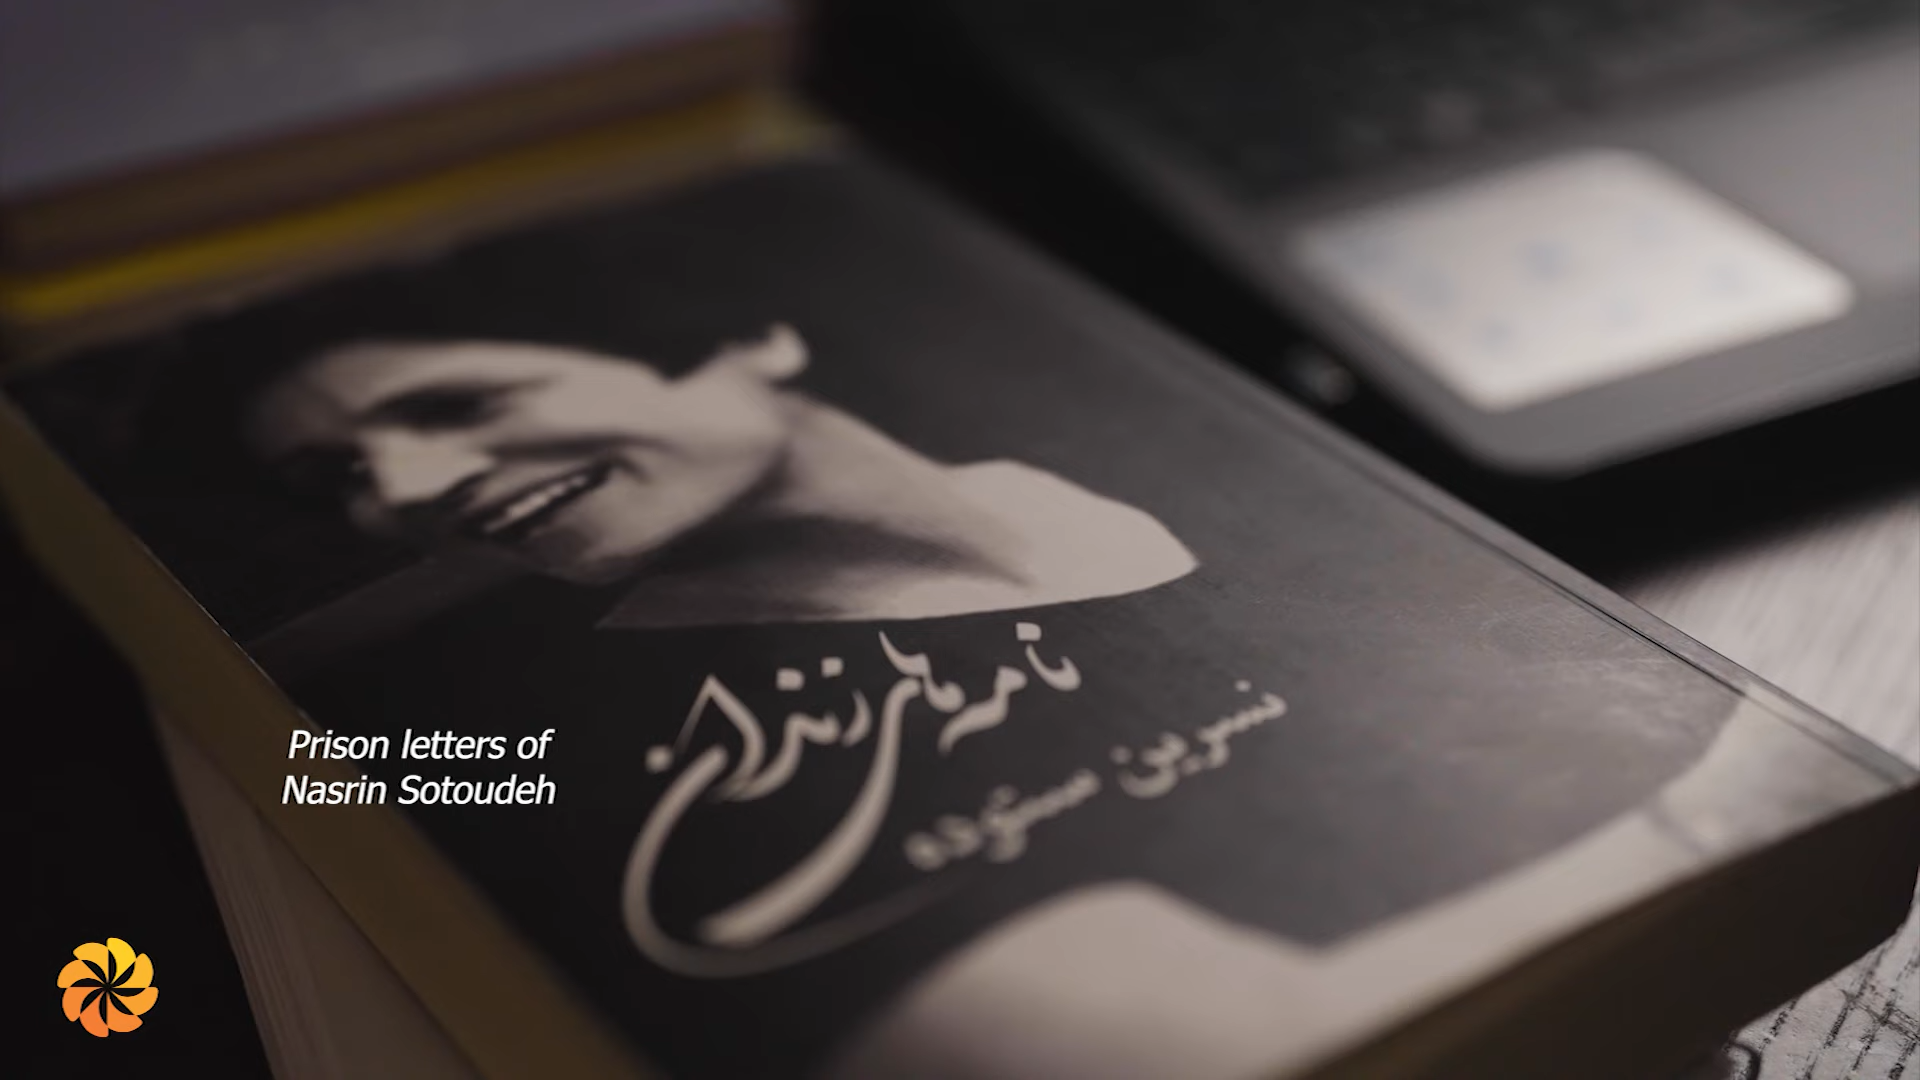 نامه‌های زندان
نسرین ستوده
Prison letters of
Nasrin Sotoudeh